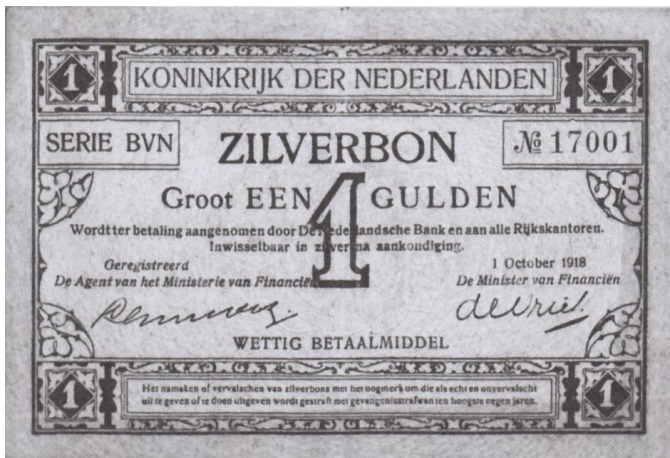 1 KONINKRIJK DER NEDERLANDEN 1
SERIE BVN ZILVERBON № 17001
Groot EEN 1 GULDEN
Wordt ter betaling aangenomen door De Nederlandsche Bank en aan alle Rijkskantoren.
Inwisselbaar in zilver na aankondiging.
Geregistreerd 1 October 1918
De Agent van het Ministerie van Financiën De Minister van Financiën
de Vries.
WETTIG BETAALMIDDEL
1 Het namaken of vervalschen van zilverbons met het oogmerk om die als echt en onvervalscht 1
uit te geven of te doen uitgeven wordt gestraft met gevangenisstraf van ten hoogste negen jaren.